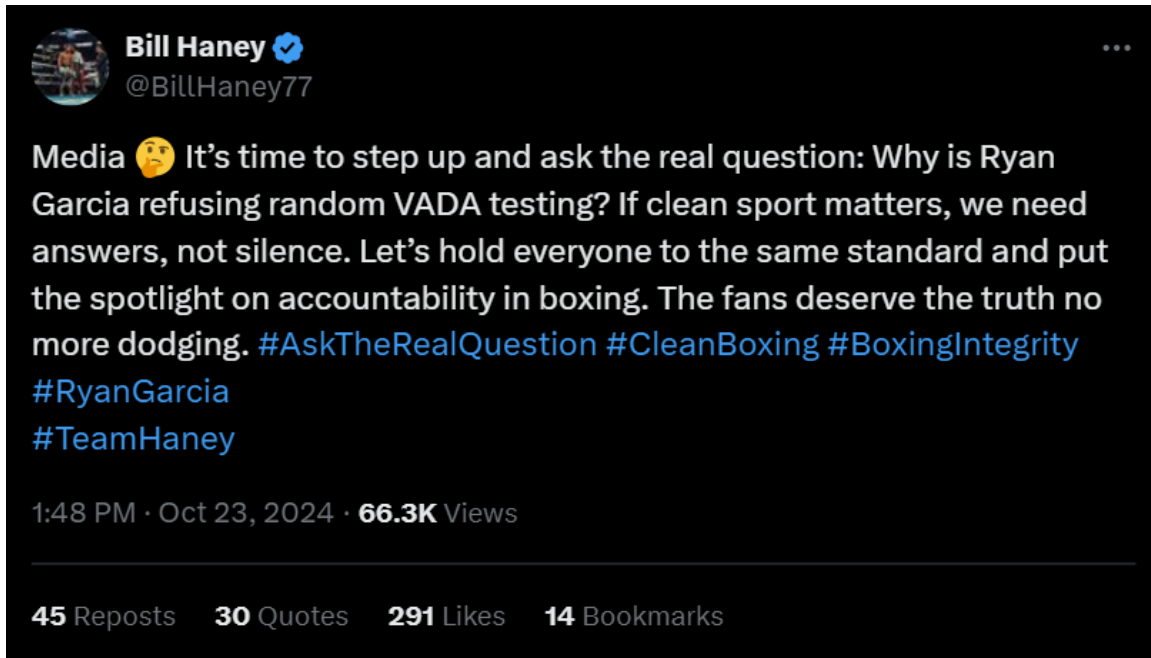 Bill Haney
@BillHaney77
Media 🤔 It’s time to step up and ask the real question: Why is Ryan
Garcia refusing random VADA testing? If clean sport matters, we need
answers, not silence. Let’s hold everyone to the same standard and put
the spotlight on accountability in boxing. The fans deserve the truth no
more dodging. #AskTheRealQuestion #CleanBoxing #BoxingIntegrity
#RyanGarcia
#TeamHaney
1:48 PM · Oct 23, 2024 · 66.3K Views
45 Reposts 30 Quotes 291 Likes 14 Bookmarks